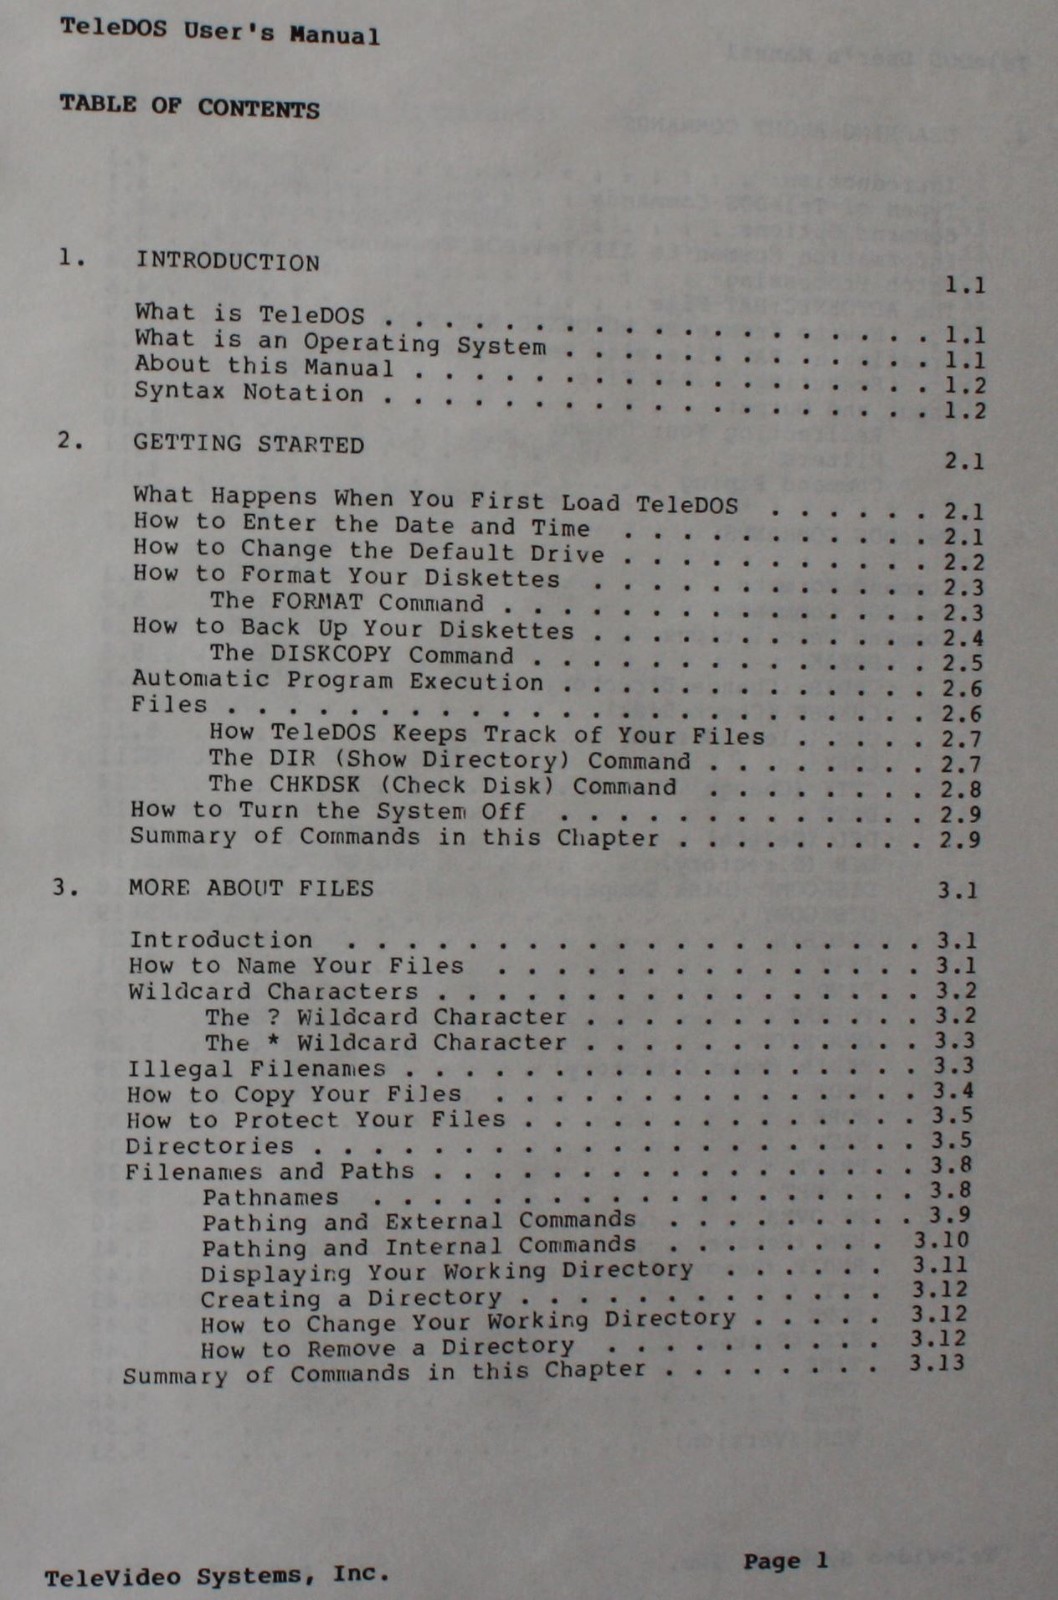 TeleDOS User's Manual
TABLE OF CONTENTS
1. INTRODUCTION 1.1
What is TeleDOS . . . . . . . . . . . . . . . . . . . 1.1
What is an Operating System . . . . . . . . . . . . . 1.1
About this Manual . . . . . . . . . . . . . . . . . . 1.2
Syntax Notation . . . . . . . . . . . . . . . . . . . 1.2
2. GETTING STARTED 2.1
What Happens When You First Load TeleDOS . . . . . . 2.1
How to Enter the Date and Time . . . . . . . . . . . 2.1
How to Change the Default Drive . . . . . . . . . . . 2.2
How to Format Your Diskettes . . . . . . . . . . . . 2.3
The FORMAT Command . . . . . . . . . . . . . . . 2.3
How to Back Up Your Diskettes . . . . . . . . . . . . 2.4
The DISKCOPY Command . . . . . . . . . . . . . . 2.5
Automatic Program Execution . . . . . . . . . . . . . 2.6
Files . . . . . . . . . . . . . . . . . . . . . . . . 2.6
How TeleDOS Keeps Track of Your Files . . . . . 2.7
The DIR (Show Directory) Command . . . . . . . . 2.7
The CHKDSK (Check Disk) Command . . . . . . . . 2.8
How to Turn the System Off . . . . . . . . . . . . . 2.9
Summary of Commands in this Chapter . . . . . . . . . 2.9
3. MORE ABOUT FILES 3.1
Introduction . . . . . . . . . . . . . . . . . . . . 3.1
How to Name Your Files . . . . . . . . . . . . . . . 3.1
Wildcard Characters . . . . . . . . . . . . . . . . . 3.2
The ? Wildcard Character . . . . . . . . . . . . 3.2
The * Wildcard Character . . . . . . . . . . . . 3.3
Illegal Filenames . . . . . . . . . . . . . . . . . . 3.3
How to Copy Your Files . . . . . . . . . . . . . . . 3.4
How to Protect Your Files . . . . . . . . . . . . . . 3.5
Directories . . . . . . . . . . . . . . . . . . . . . 3.5
Filenames and Paths . . . . . . . . . . . . . . . . . 3.8
Pathnames . . . . . . . . . . . . . . . . . . . 3.8
Pathing and External Commands . . . . . . . . . 3.9
Pathing and Internal Commands . . . . . . . . 3.10
Displaying Your Working Directory . . . . . . 3.11
Creating a Directory . . . . . . . . . . . . . 3.12
How to Change Your Working Directory . . . . . 3.12
How to Remove a Directory . . . . . . . . . . 3.12
Summary of Commands in this Chapter . . . . . . . . 3.13
TeleVideo Systems, Inc. Page 1